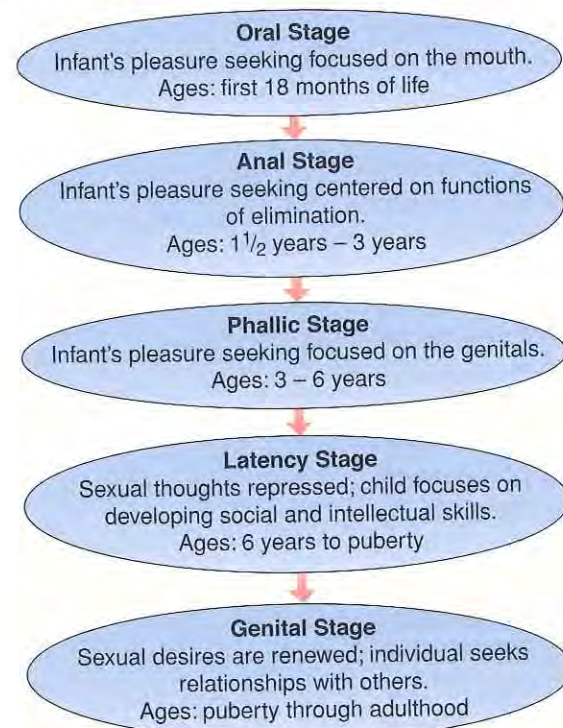 Oral Stage
Infant's pleasure seeking focused on the mouth.
Ages: first 18 months of life
Anal Stage
Infant's pleasure seeking centered on functions
of elimination.
Ages: 1 1/2 years – 3 years
Phallic Stage
Infant's pleasure seeking focused on the genitals.
Ages: 3 – 6 years
Latency Stage
Sexual thoughts repressed; child focuses on
developing social and intellectual skills.
Ages: 6 years to puberty
Genital Stage
Sexual desires are renewed; individual seeks
relationships with others.
Ages: puberty through adulthood